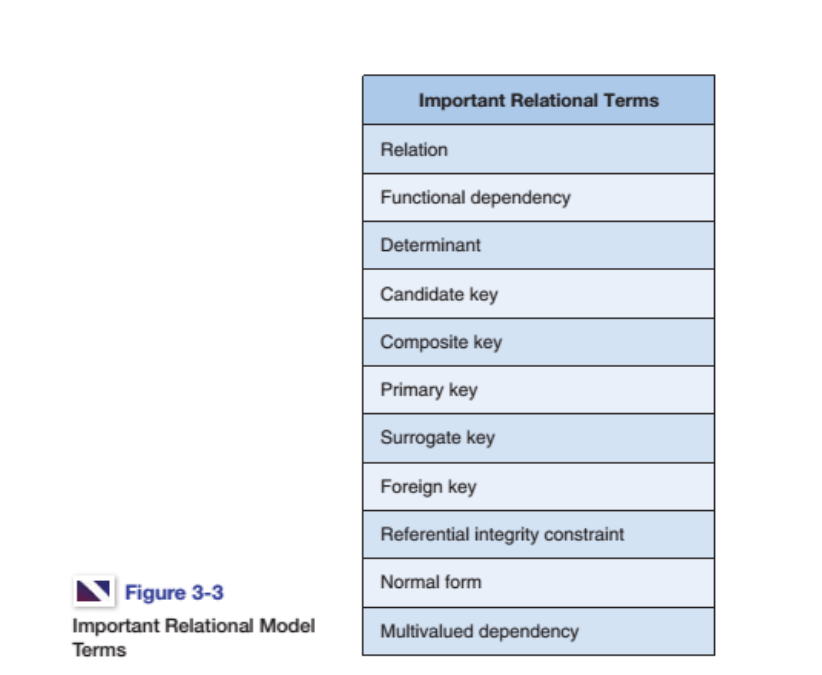 Important Relational Terms
Relation
Functional dependency
Determinant
Candidate key
Composite key
Primary key
Surrogate key
Foreign key
Referential integrity constraint
Normal form
Multivalued dependency
Figure 3-3
Important Relational Model
Terms